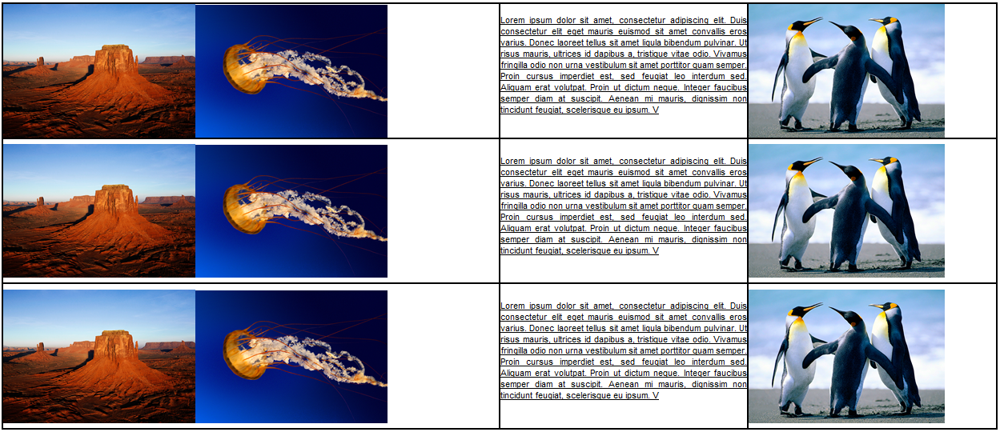 Lorem ipsum dolor sit amet, consectetur adipiscing elit. Duis
consectetur elit eget mauris euismod sit amet convallis eros
varius. Donec laoreet tellus sit amet ligula bibendum pulvinar. Ut
risus mauris, ultrices id dapibus a, tristique vitae odio. Vivamus
fringilla odio non urna vestibulum sit amet porttitor quam semper.
Proin cursus imperdiet est, sed feugiat leo interdum sed.
Aliquam erat volutpat. Proin ut dictum neque. Integer faucibus
semper diam at suscipit. Aenean mi mauris, dignissim non
tincidunt feugiat, scelerisque eu ipsum. V
Lorem ipsum dolor sit amet, consectetur adipiscing elit. Duis
consectetur elit eget mauris euismod sit amet convallis eros
varius. Donec laoreet tellus sit amet ligula bibendum pulvinar. Ut
risus mauris, ultrices id dapibus a, tristique vitae odio. Vivamus
fringilla odio non urna vestibulum sit amet porttitor quam semper.
Proin cursus imperdiet est, sed feugiat leo interdum sed.
Aliquam erat volutpat. Proin ut dictum neque. Integer faucibus
semper diam at suscipit. Aenean mi mauris, dignissim non
tincidunt feugiat, scelerisque eu ipsum. V
Lorem ipsum dolor sit amet, consectetur adipiscing elit. Duis
consectetur elit eget mauris euismod sit amet convallis eros
varius. Donec laoreet tellus sit amet ligula bibendum pulvinar. Ut
risus mauris, ultrices id dapibus a, tristique vitae odio. Vivamus
fringilla odio non urna vestibulum sit amet porttitor quam semper.
Proin cursus imperdiet est, sed feugiat leo interdum sed.
Aliquam erat volutpat. Proin ut dictum neque. Integer faucibus
semper diam at suscipit. Aenean mi mauris, dignissim non
tincidunt feugiat, scelerisque eu ipsum. V